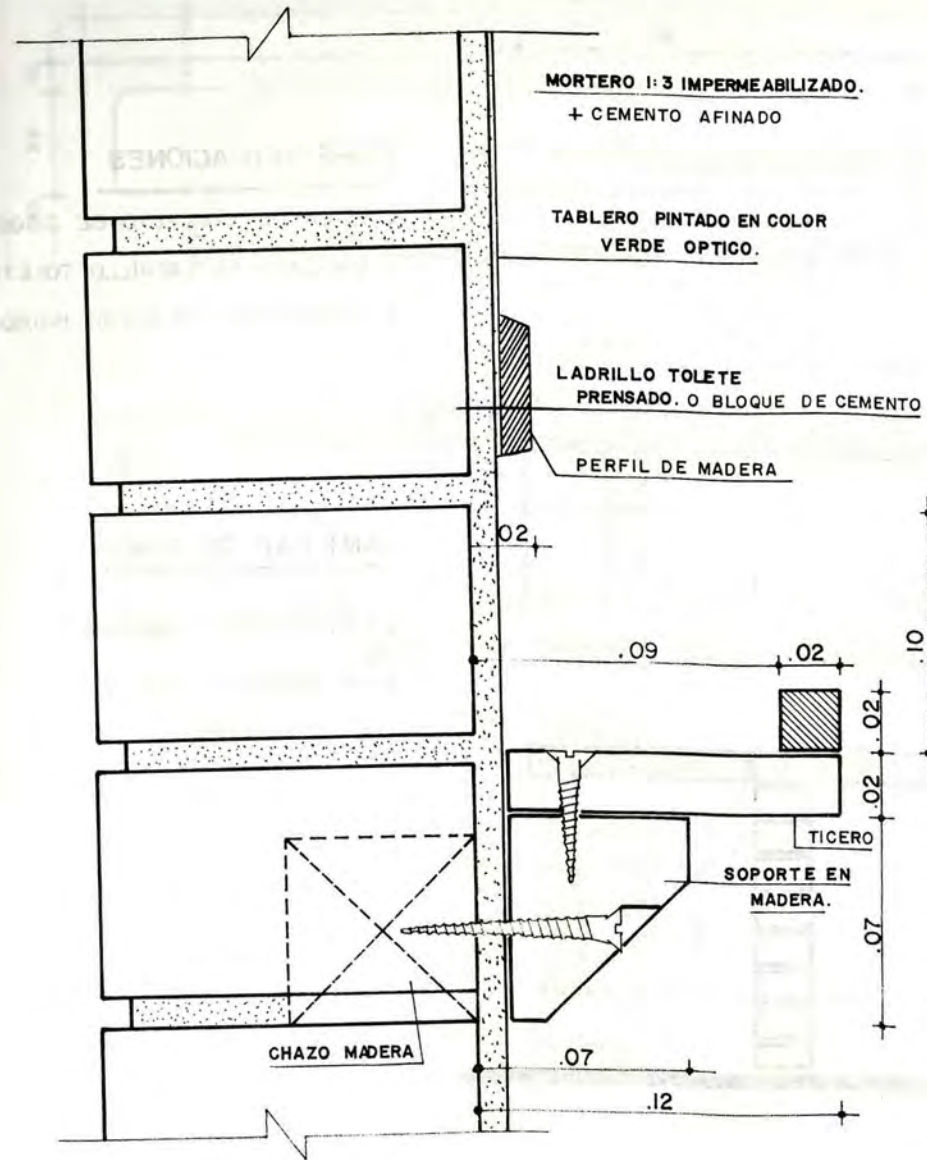 MORTERO 1:3 IMPERMEABILIZADO.
+ CEMENTO AFINADO
TABLERO PINTADO EN COLOR
VERDE OPTICO.
LADRILLO TOLETE
PRENSADO. O BLOQUE DE CEMENTO
PERFIL DE MADERA
.02
.09
.02
.10
.02
.02
TICERO
SOPORTE EN
MADERA.
.07
CHAZO MADERA
.07
.12